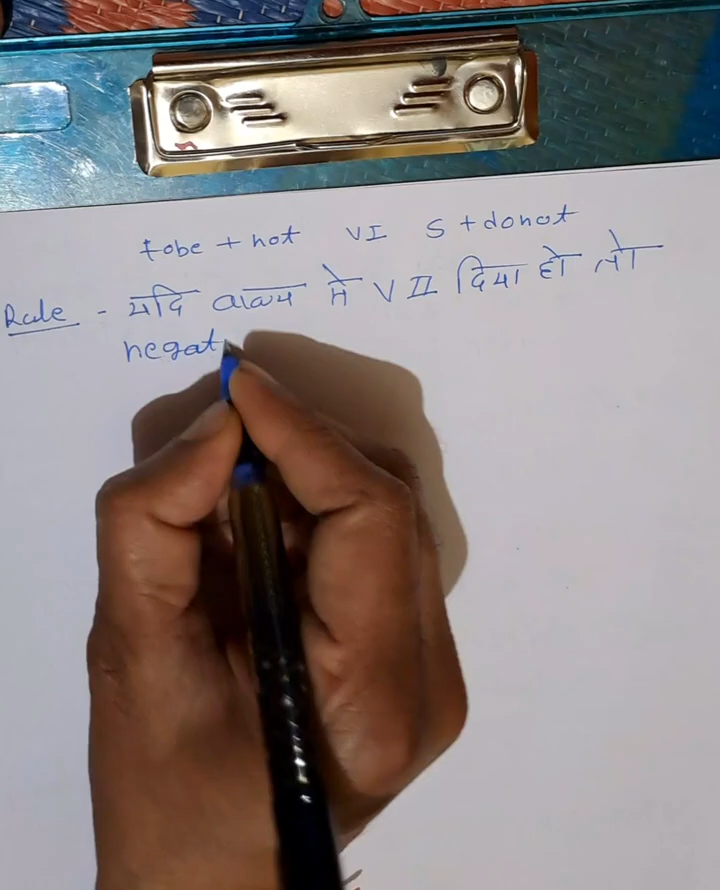 tobe + not VI S + donot
Rule - यदि वाक्य में V II दिया हो तो
negat